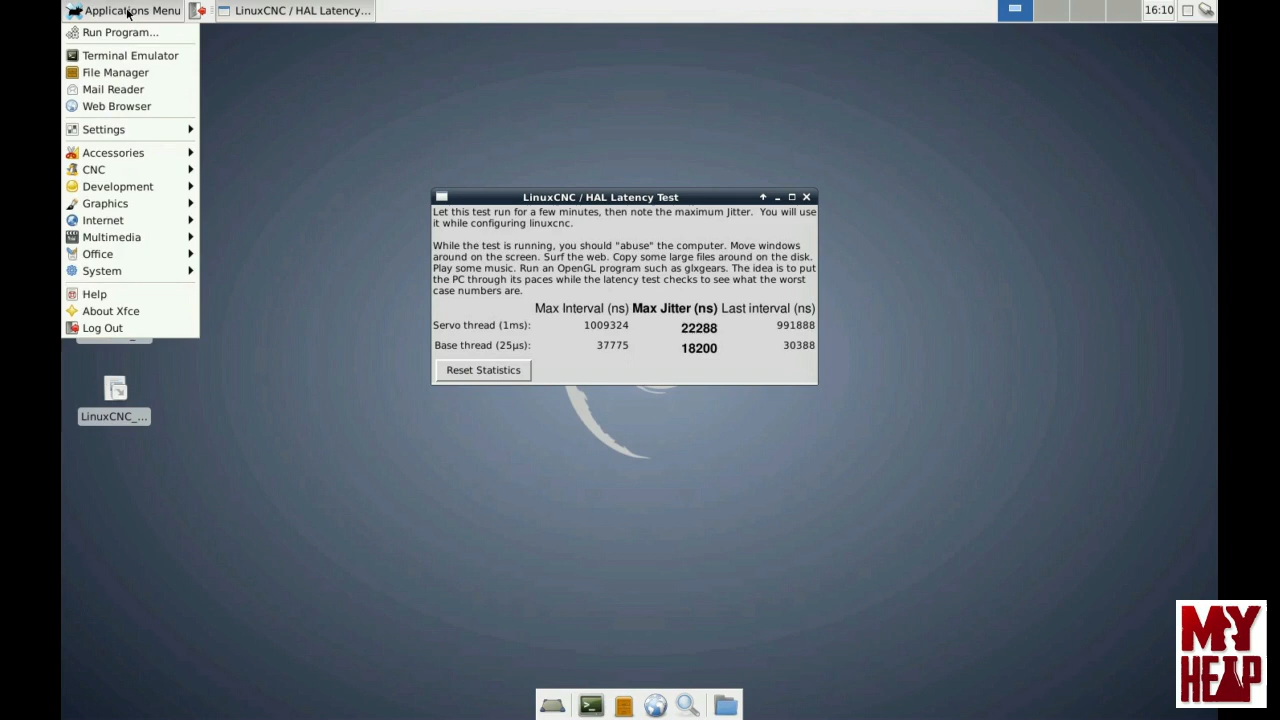 Applications Menu
LinuxCNC / HAL Latency...
16:10
Run Program...
Terminal Emulator
File Manager
Mail Reader
Web Browser
Settings
Accessories
CNC
Development
Graphics
Internet
Multimedia
Office
System
Help
About Xfce
Log Out
LinuxCNC_...
LinuxCNC / HAL Latency Test
Let this test run for a few minutes, then note the maximum Jitter. You will use
it while configuring linuxcnc.
While the test is running, you should "abuse" the computer. Move windows
around on the screen. Surf the web. Copy some large files around on the disk.
Play some music. Run an OpenGL program such as glxgears. The idea is to put
the PC through its paces while the latency test checks to see what the worst
case numbers are.
Max Interval (ns) Max Jitter (ns) Last interval (ns)
Servo thread (1ms): 1009324 22288 991888
Base thread (25µs): 37775 18200 30388
Reset Statistics
MY
HEAP